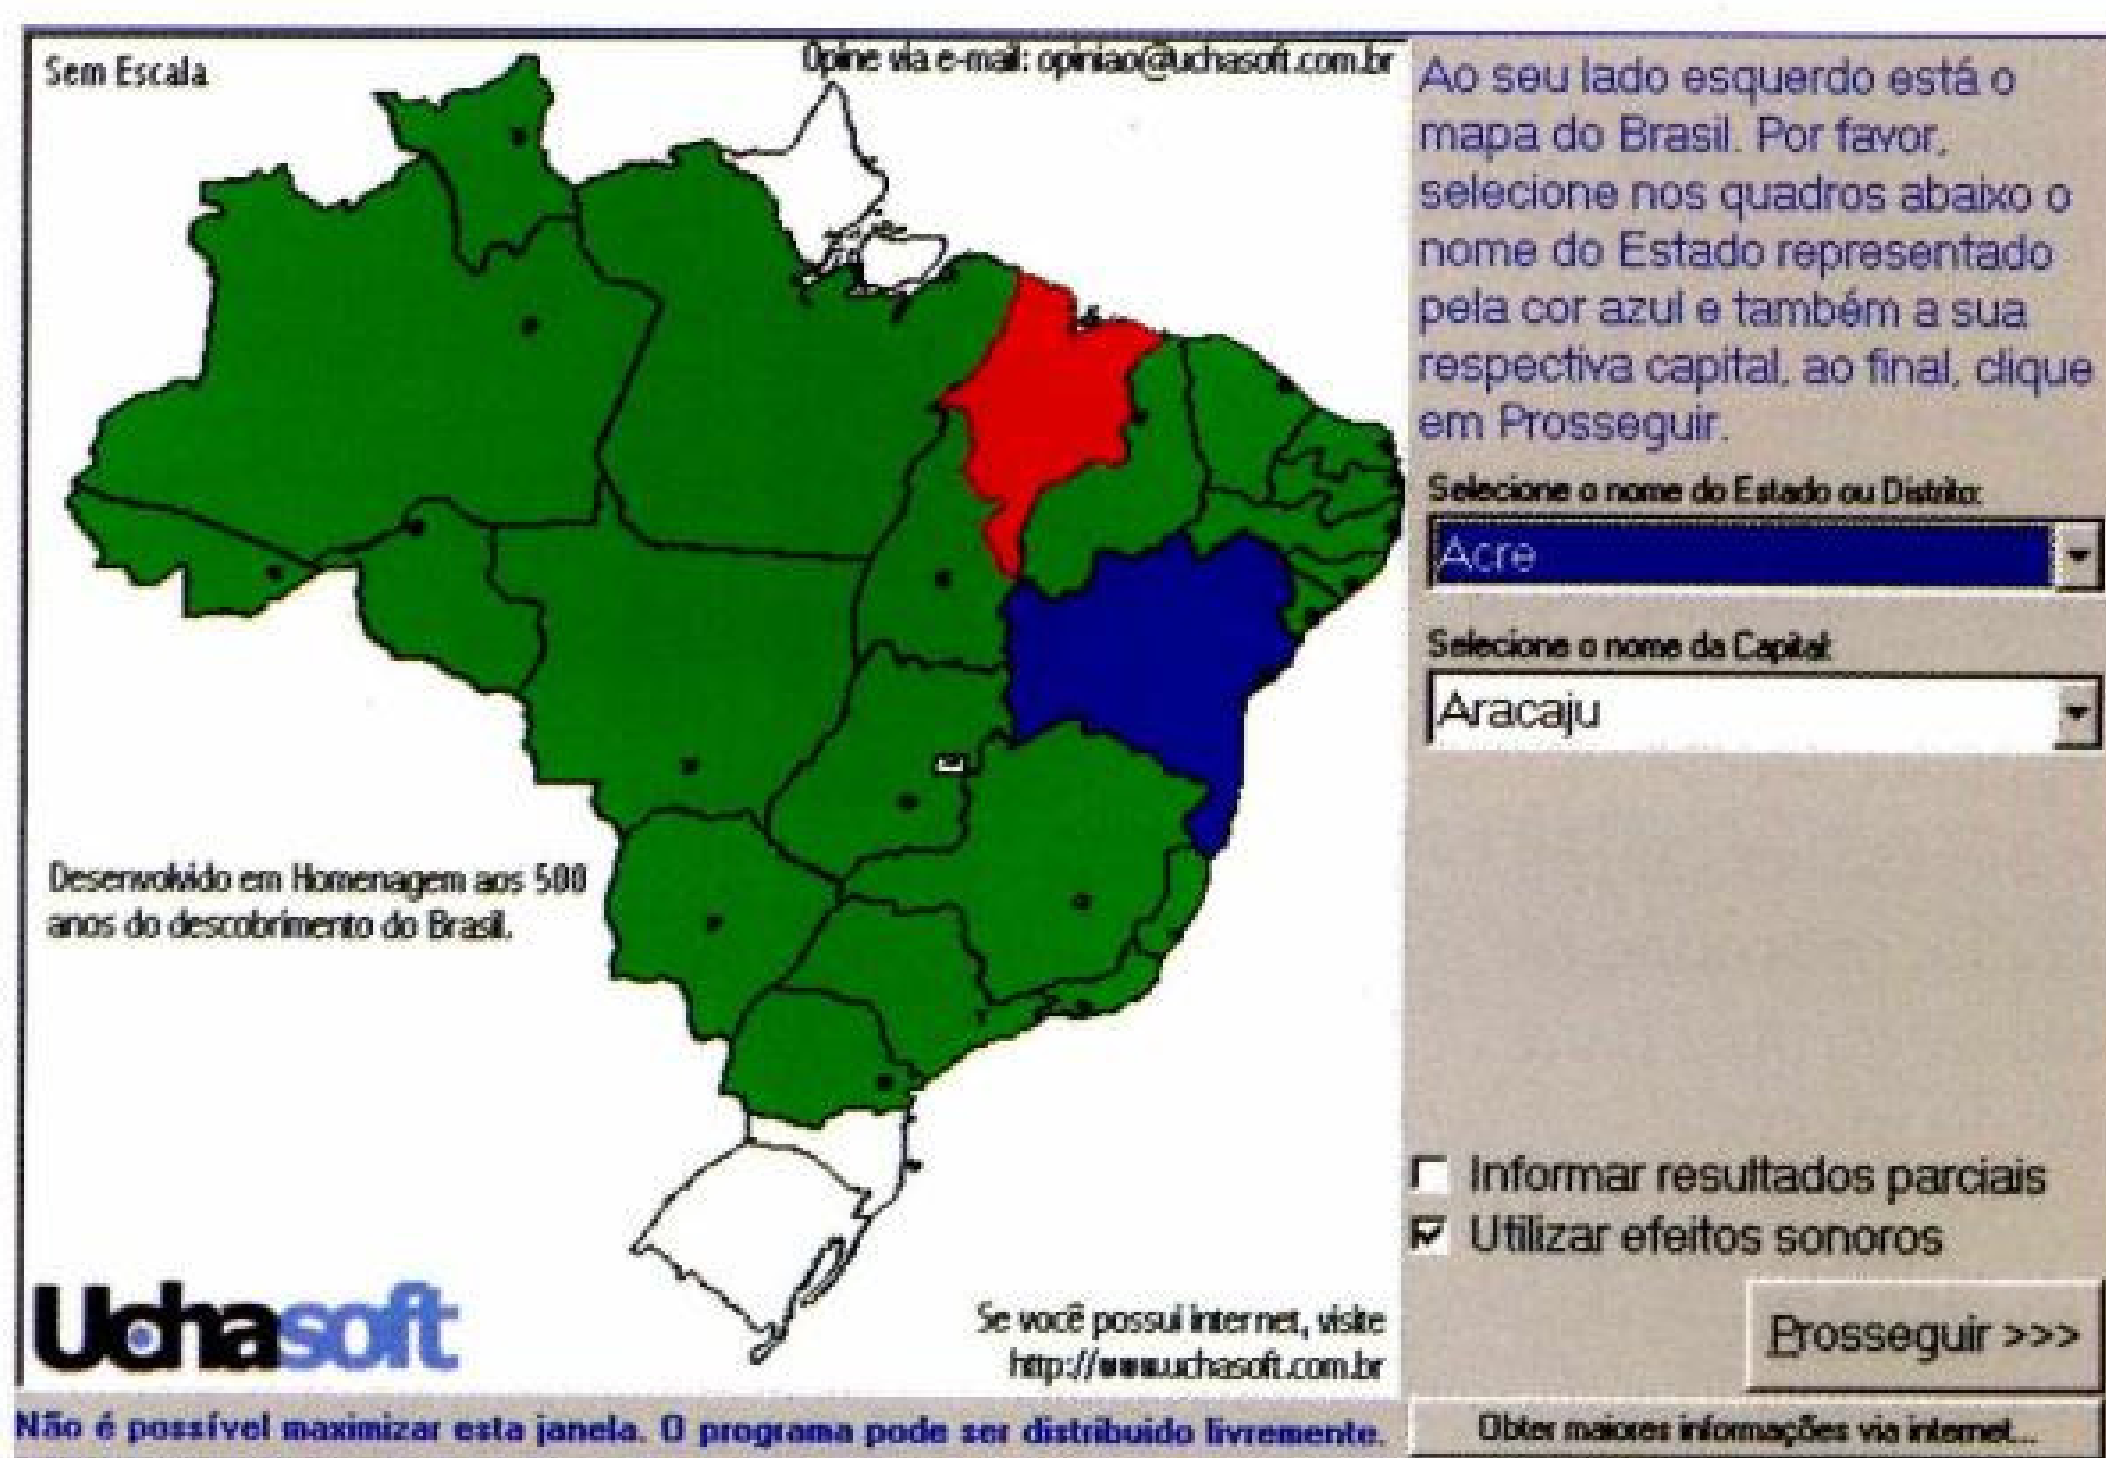 Sem Escala
Opine via e-mail: opiniao@uchasoft.com.br
Desenvolvido em Homenagem aos 500
anos do descobrimento do Brasil.
Uchasoft
Se você possui internet, visite
http://www.uchasoft.com.br
Não é possível maximizar esta janela. O programa pode ser distribuido livremente.
Ao seu lado esquerdo está o
mapa do Brasil. Por favor,
selecione nos quadros abaixo o
nome do Estado representado
pela cor azul e também a sua
respectiva capital, ao final, clique
em Prosseguir.
Selecione o nome do Estado ou Distrito:
Acre
Selecione o nome da Capital:
Aracaju
Informar resultados parciais
Utilizar efeitos sonoros
Prosseguir >>>
Obter maiores informações via internet...